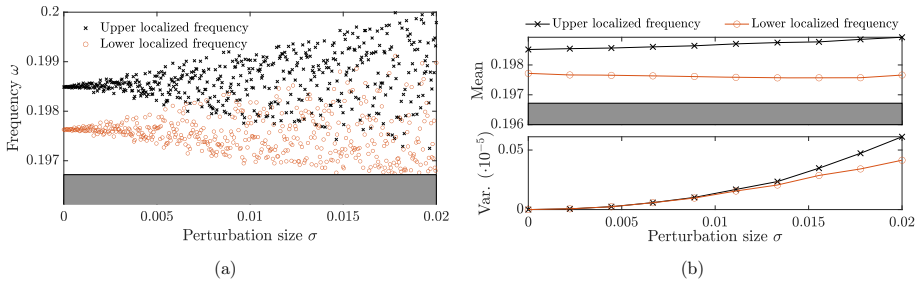 0.2
0.199
0.198
0.197
Frequency ω
× Upper localized frequency
○ Lower localized frequency
0
0.005
0.01
0.015
0.02
Perturbation size σ
(a)
Upper localized frequency
Lower localized frequency
0.198
0.197
0.196
Mean
0.05
0
Var. (·10⁻⁵)
0
0.005
0.01
0.015
0.02
Perturbation size σ
(b)